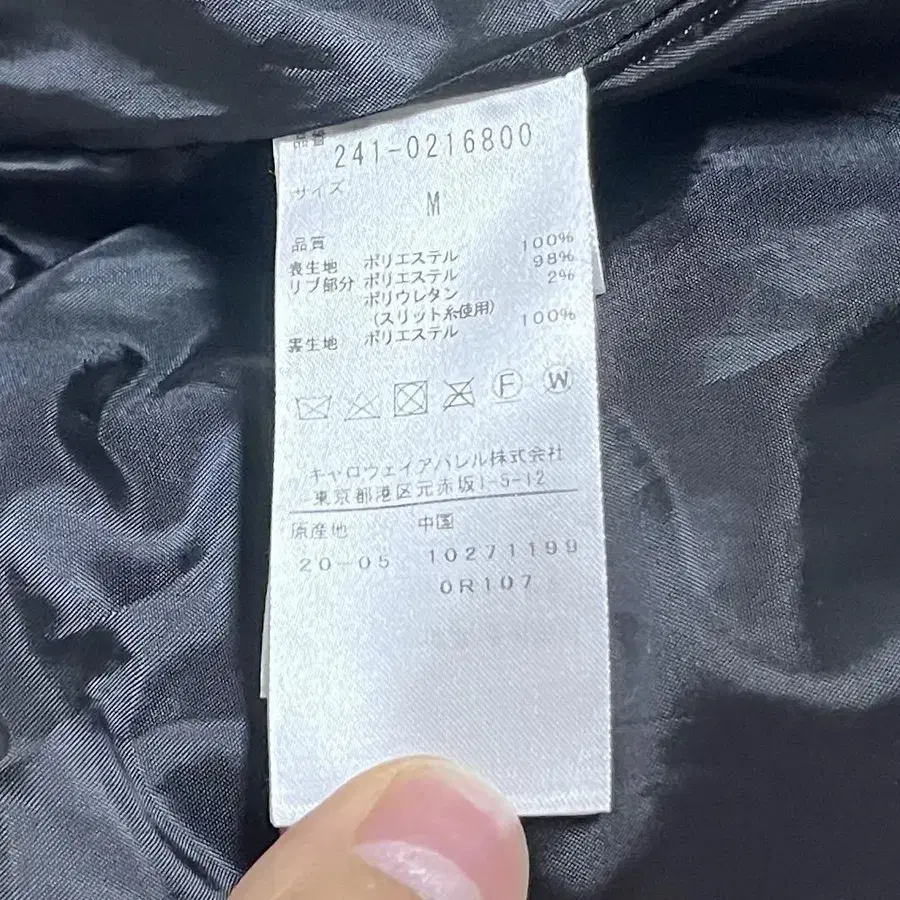 品番
241-0216800
サイズ
M
品質
表生地 ポリエステル 100%
リブ部分 ポリエステル 98%
ポリウレタン 2%
(スリット糸使用)
裏生地 ポリエステル 100%
F W
キャロウェイアパレル株式会社
東京都港区元赤坂1-5-12
原産地 中国
20-05 10271199
0R107